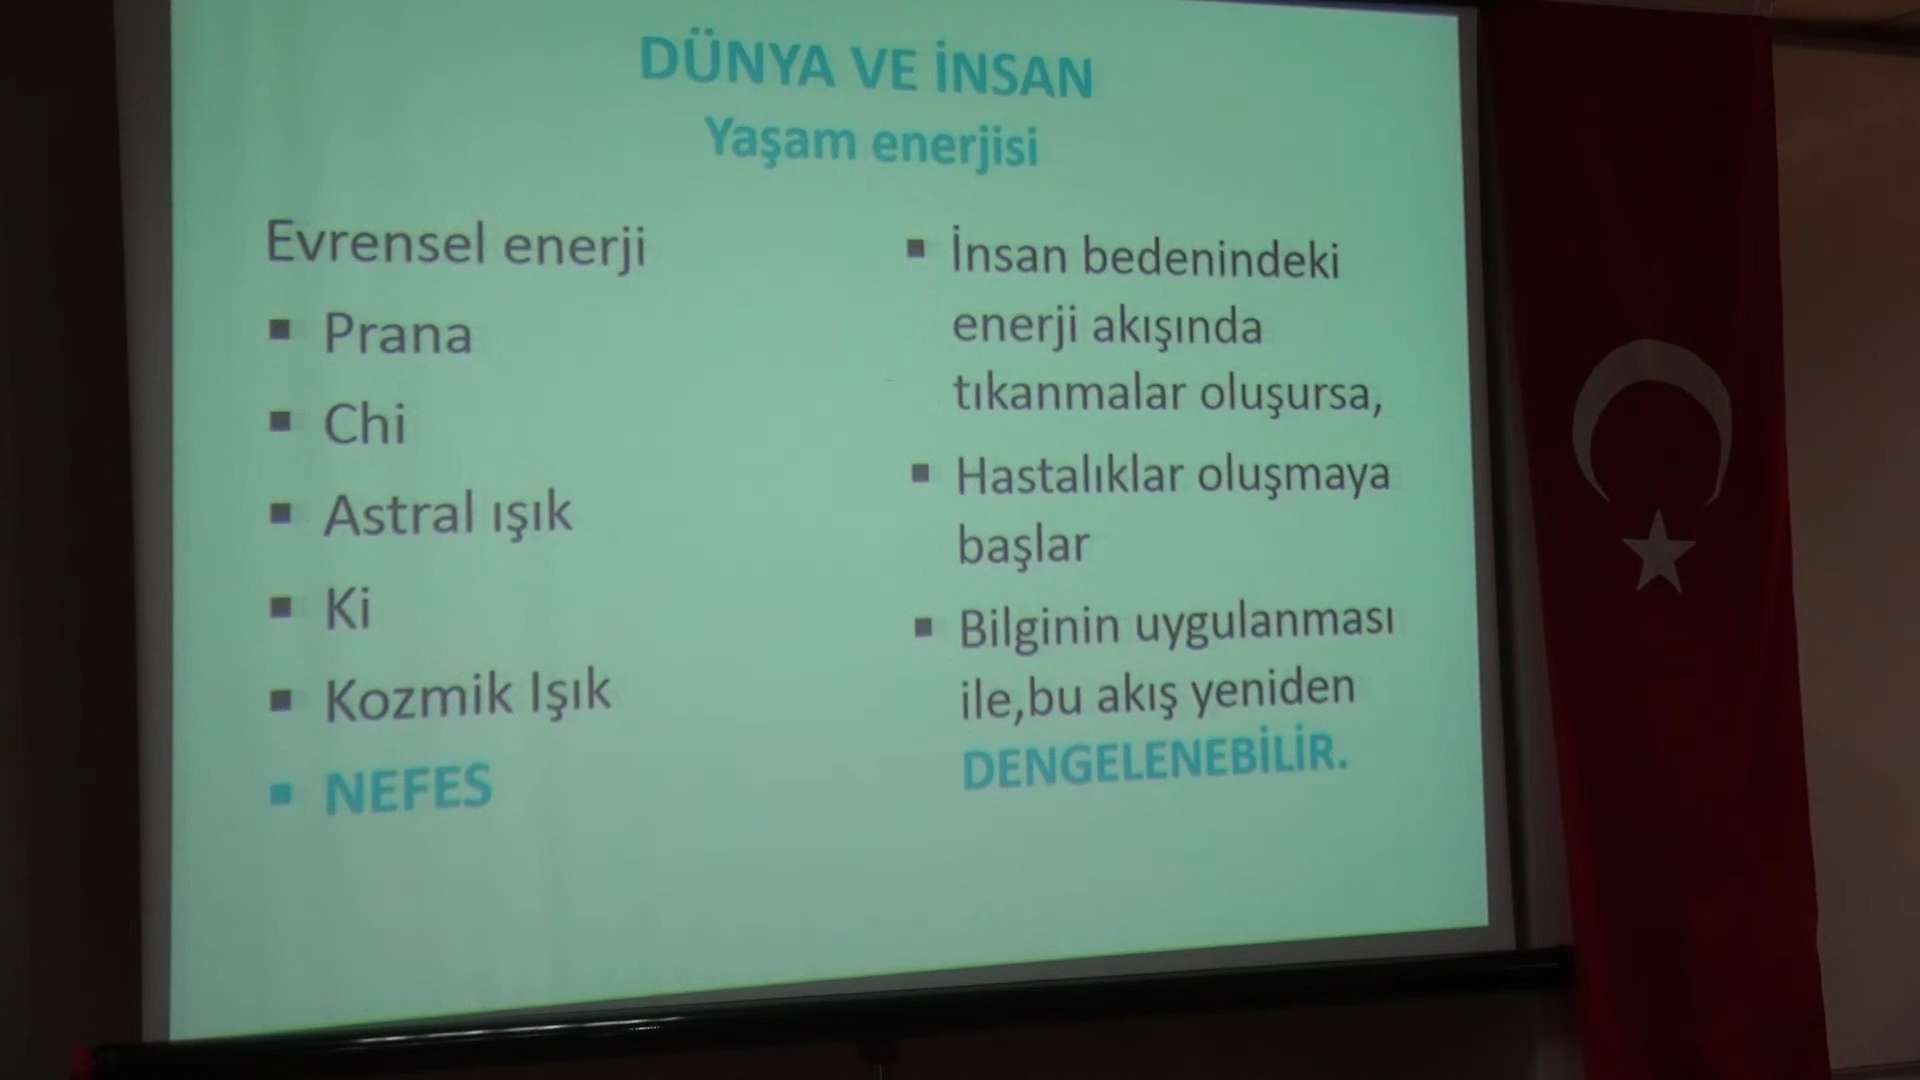 DÜNYA VE İNSAN
Yaşam enerjisi
Evrensel enerji
▪ Prana
▪ Chi
▪ Astral ışık
▪ Ki
▪ Kozmik Işık
▪ NEFES
▪ İnsan bedenindeki
enerji akışında
tıkanmalar oluşursa,
▪ Hastalıklar oluşmaya
başlar
▪ Bilginin uygulanması
ile,bu akış yeniden
DENGELENEBİLİR.